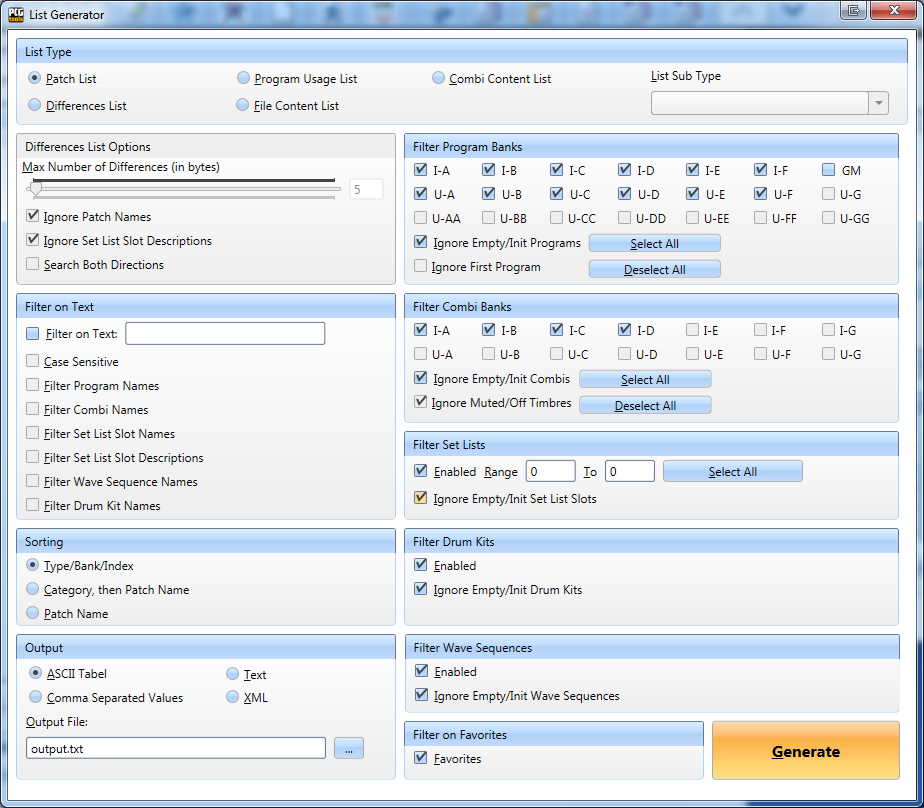 PCG
TOOLS
List Generator
List Type
Patch List
Program Usage List
Combi Content List
List Sub Type
Differences List
File Content List
Differences List Options
Max Number of Differences (in bytes)
5
Ignore Patch Names
Ignore Set List Slot Descriptions
Search Both Directions
Filter Program Banks
I-A I-B I-C I-D I-E I-F GM
U-A U-B U-C U-D U-E U-F U-G
U-AA U-BB U-CC U-DD U-EE U-FF U-GG
Ignore Empty/Init Programs
Select All
Ignore First Program
Deselect All
Filter on Text
Filter on Text:
Case Sensitive
Filter Program Names
Filter Combi Names
Filter Set List Slot Names
Filter Set List Slot Descriptions
Filter Wave Sequence Names
Filter Drum Kit Names
Filter Combi Banks
I-A I-B I-C I-D I-E I-F I-G
U-A U-B U-C U-D U-E U-F U-G
Ignore Empty/Init Combis
Select All
Ignore Muted/Off Timbres
Deselect All
Filter Set Lists
Enabled Range 0 To 0 Select All
Ignore Empty/Init Set List Slots
Sorting
Type/Bank/Index
Category, then Patch Name
Patch Name
Filter Drum Kits
Enabled
Ignore Empty/Init Drum Kits
Output
ASCII Tabel
Text
Comma Separated Values
XML
Output File:
output.txt
...
Filter Wave Sequences
Enabled
Ignore Empty/Init Wave Sequences
Filter on Favorites
Favorites
Generate